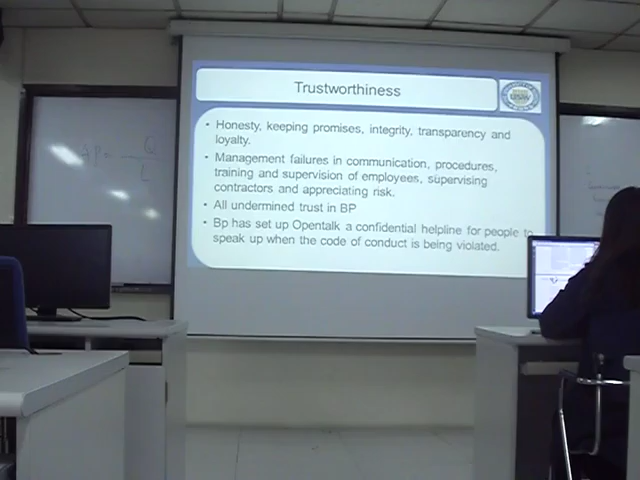 Trustworthiness
• Honesty, keeping promises, integrity, transparency and
loyalty.
• Management failures in communication, procedures,
training and supervision of employees, supervising
contractors and appreciating risk.
• All undermined trust in BP
• Bp has set up Opentalk a confidential helpline for people to
speak up when the code of conduct is being violated.